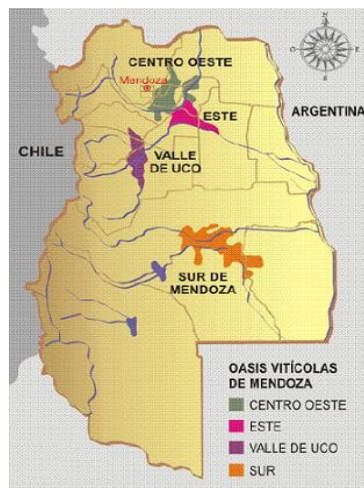 CENTRO OESTE
Mendoza
ESTE
ARGENTINA
CHILE
VALLE
DE UCO
SUR DE
MENDOZA
OASIS VITÍCOLAS
DE MENDOZA
CENTRO OESTE
ESTE
VALLE DE UCO
SUR